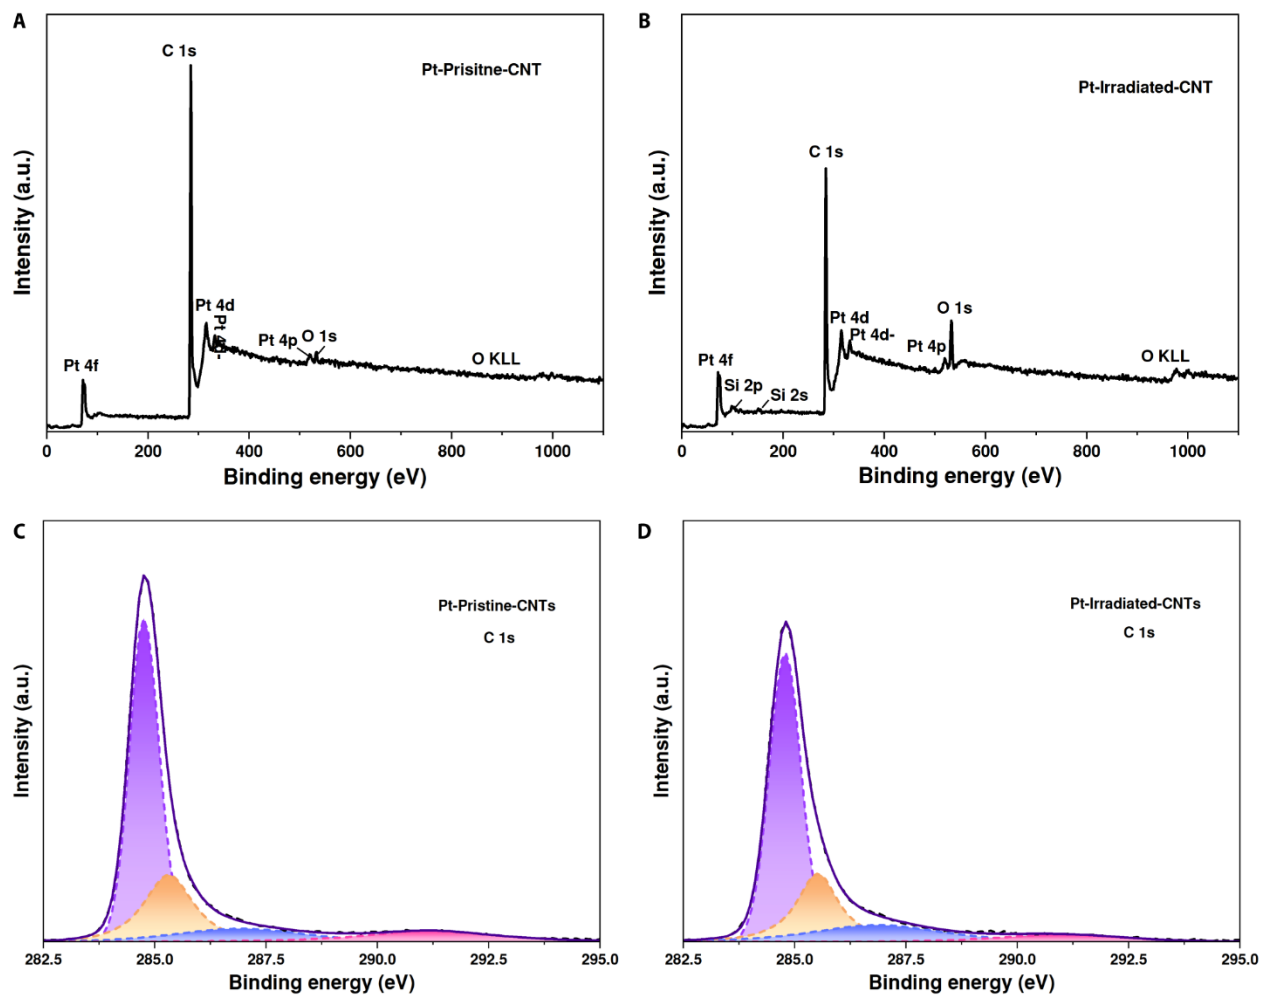 A
C 1s
Pt-Prisitne-CNT
Pt 4d
Pt 4d-
Pt 4p
O 1s
Pt 4f
O KLL
Intensity (a.u.)
0 200 400 600 800 1000
Binding energy (eV)
B
Pt-Irradiated-CNT
C 1s
O 1s
Pt 4d
Pt 4d-
Pt 4p
Pt 4f
O KLL
Si 2p
Si 2s
Intensity (a.u.)
0 200 400 600 800 1000
Binding energy (eV)
C
Pt-Pristine-CNTs
C 1s
Intensity (a.u.)
282.5 285.0 287.5 290.0 292.5 295.0
Binding energy (eV)
D
Pt-Irradiated-CNTs
C 1s
Intensity (a.u.)
282.5 285.0 287.5 290.0 292.5 295.0
Binding energy (eV)